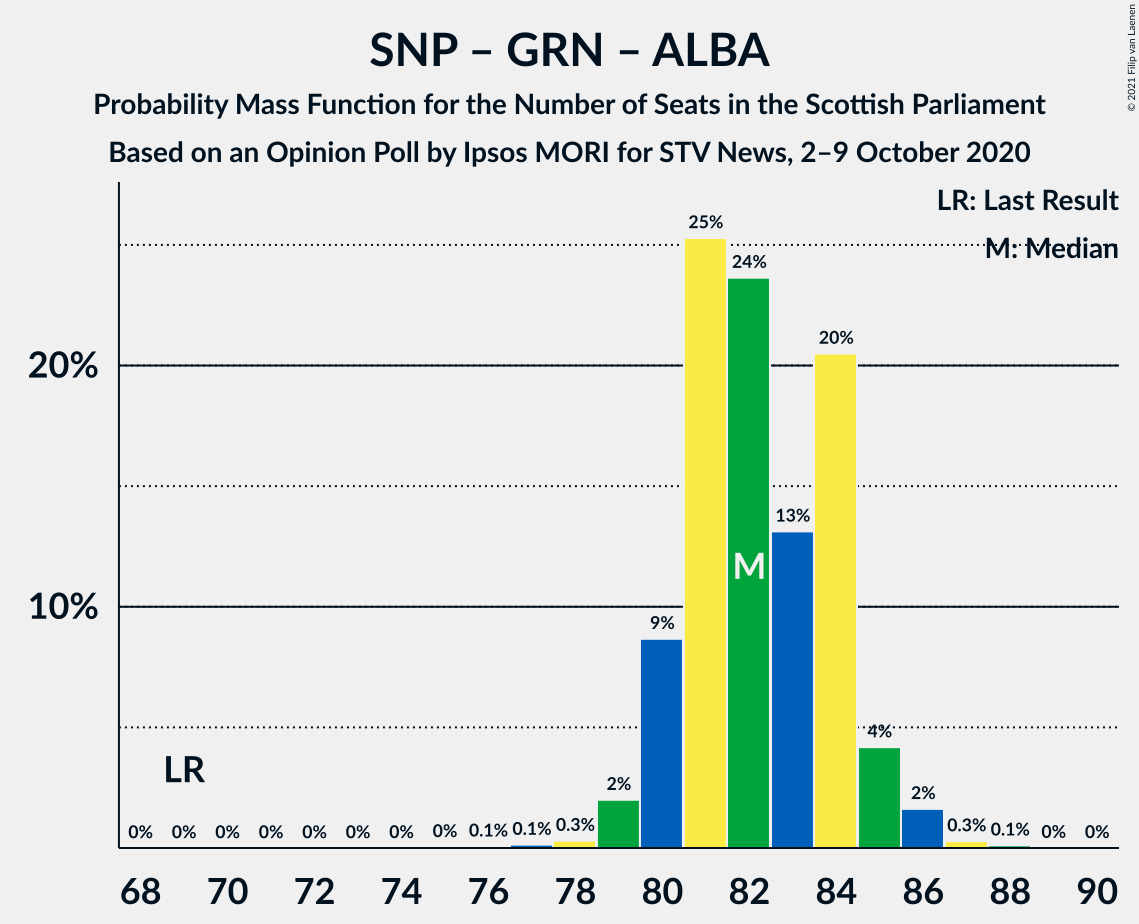 SNP – GRN – ALBA
Probability Mass Function for the Number of Seats in the Scottish Parliament
Based on an Opinion Poll by Ipsos MORI for STV News, 2–9 October 2020
© 2021 Filip van Laenen
LR: Last Result
M: Median
25%
24%
20%
20%
13%
M
10%
9%
4%
LR
2%
2%
0% 0% 0% 0% 0% 0% 0% 0% 0.1% 0.1% 0.3% 0.3% 0.1% 0% 0%
68 70 72 74 76 78 80 82 84 86 88 90